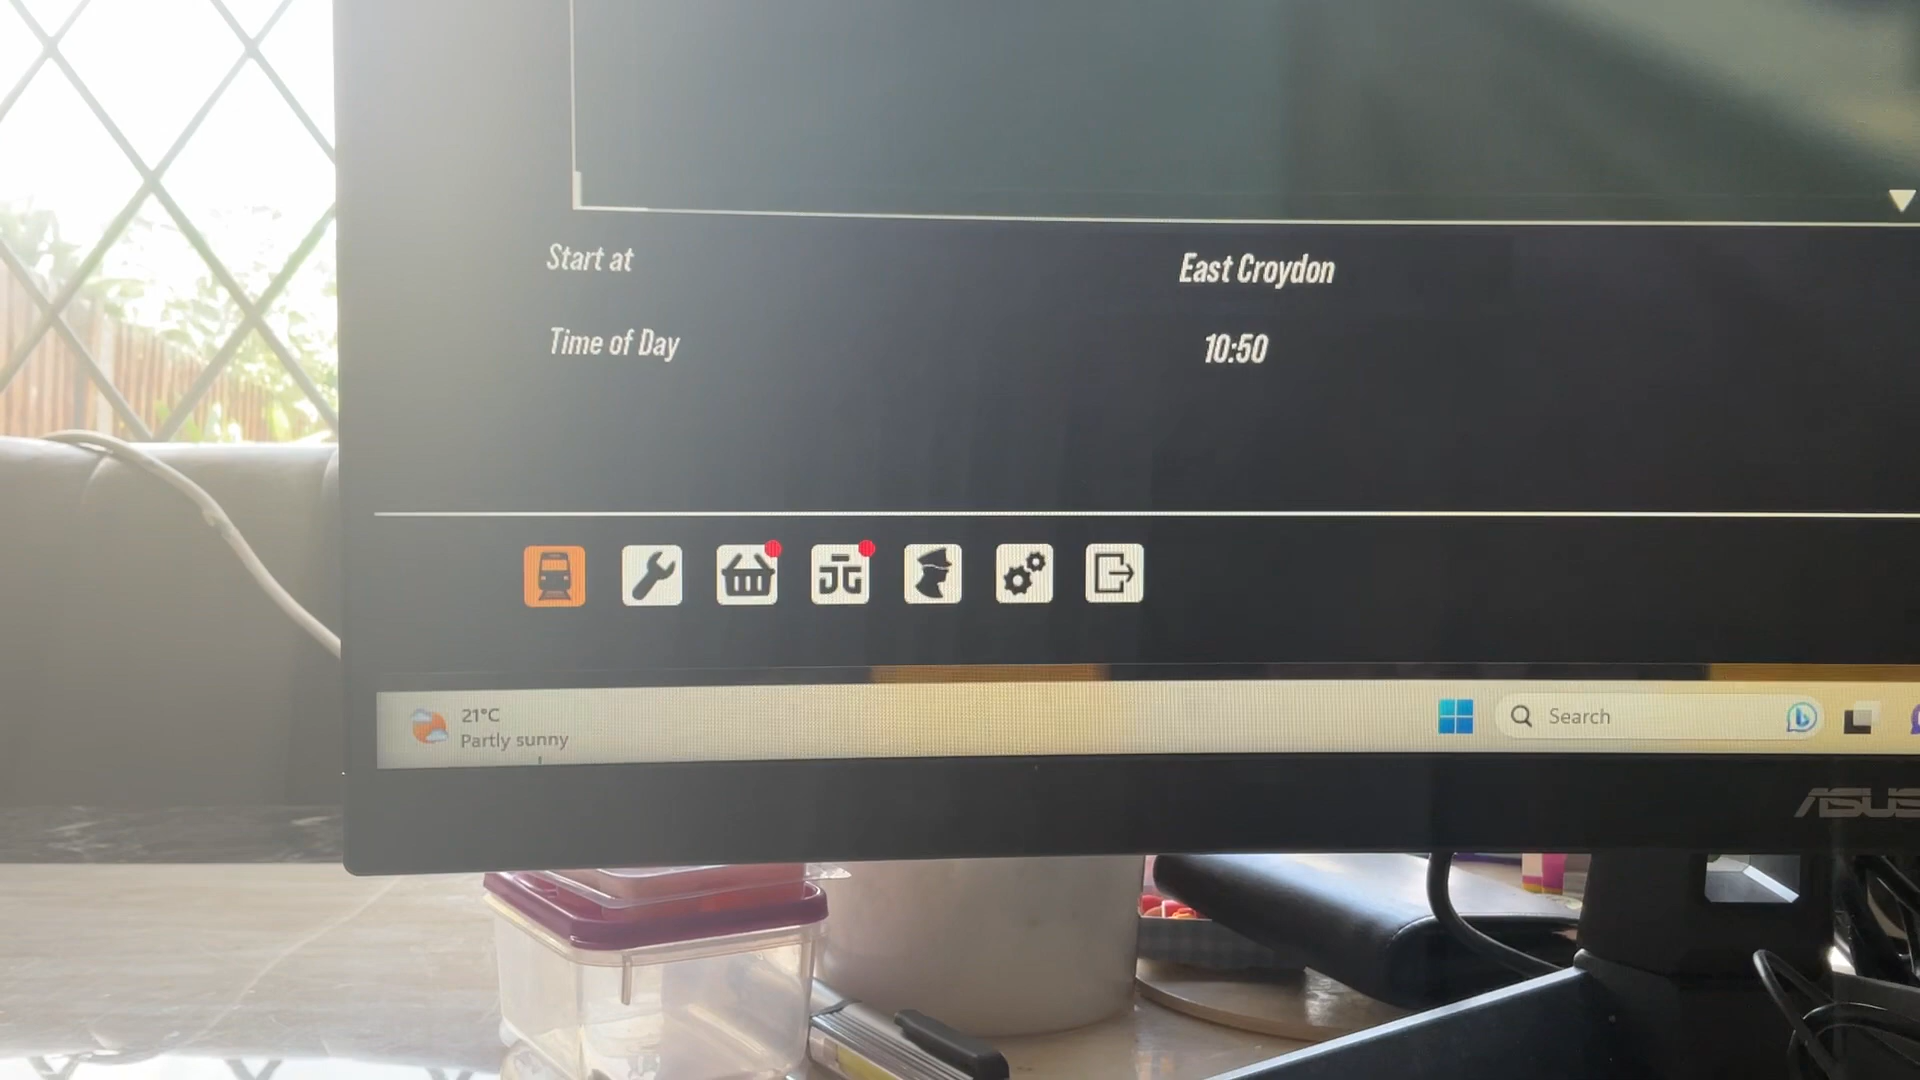 Start at
East Croydon
Time of Day
10:50
21°C
Partly sunny
Search
ASUS